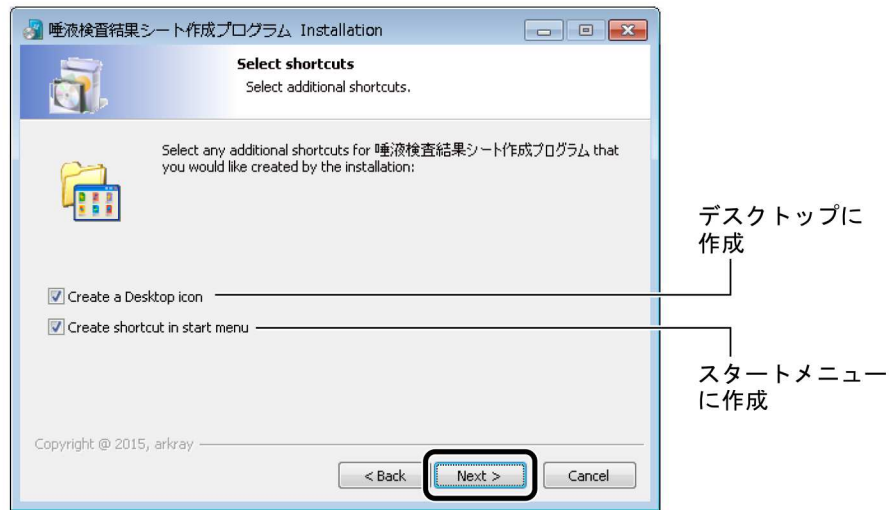 唾液検査結果シート作成プログラム Installation
Select shortcuts
Select additional shortcuts.
Select any additional shortcuts for 唾液検査結果シート作成プログラム that
you would like created by the installation:
デスクトップに
作成
Create a Desktop icon
Create shortcut in start menu
スタートメニュー
に作成
Copyright @ 2015, arkray
< Back
Next >
Cancel